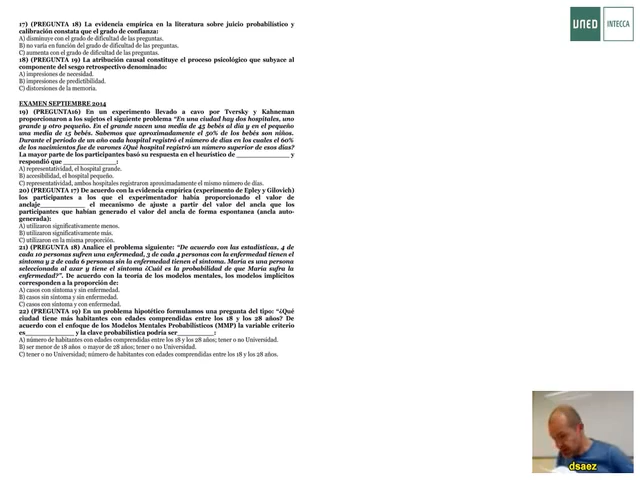 17) (PREGUNTA 18) La evidencia empírica en la literatura sobre juicio probabilístico y
calibración constata que el grado de confianza:
A) disminuye con el grado de dificultad de las preguntas.
B) no varía en función del grado de dificultad de las preguntas.
C) aumenta con el grado de dificultad de las preguntas.
18) (PREGUNTA 19) La atribución causal constituye el proceso psicológico que subyace al
componente del sesgo retrospectivo denominado:
A) impresiones de necesidad.
B) impresiones de predictibilidad.
C) distorsiones de la memoria.
EXAMEN SEPTIEMBRE 2014
19) (PREGUNTA16) En un experimento llevado a cavo por Tversky y Kahneman
proporcionaron a los sujetos el siguiente problema “En una ciudad hay dos hospitales, uno
grande y otro pequeño. En el grande nacen una media de 45 bebés al día y en el pequeño
una media de 15 bebés. Sabemos que aproximadamente el 50% de los bebés son niños.
Durante el período de un año cada hospital registró el número de días en los cuales el 60%
de los nacimientos fue de varones ¿Qué hospital registró un número superior de esos días?
La mayor parte de los participantes basó su respuesta en el heurístico de ______________ y
respondió que ______________:
A) representatividad, el hospital grande.
B) accesibilidad, el hospital pequeño.
C) representatividad, ambos hospitales registraron aproximadamente el mismo número de días.
20) (PREGUNTA 17) De acuerdo con la evidencia empírica (experimento de Epley y Gilovich)
los participantes a los que el experimentador había proporcionado el valor de
anclaje___________ el mecanismo de ajuste a partir del valor del ancla que los
participantes que habían generado el valor del ancla de forma espontanea (ancla auto-
generada):
A) utilizaron significativamente menos.
B) utilizaron significativamente más.
C) utilizaron en la misma proporción.
21) (PREGUNTA 18) Analice el problema siguiente: “De acuerdo con las estadísticas, 4 de
cada 10 personas sufren una enfermedad, 3 de cada 4 personas con la enfermedad tienen el
síntoma y 2 de cada 6 personas sin la enfermedad tienen el síntoma. María es una persona
seleccionada al azar y tiene el síntoma ¿Cuál es la probabilidad de que María sufra la
enfermedad?”. De acuerdo con la teoría de los modelos mentales, los modelos implícitos
corresponden a la proporción de:
A) casos con síntoma y sin enfermedad.
B) casos sin síntoma y sin enfermedad.
C) casos con síntoma y con enfermedad.
22) (PREGUNTA 19) En un problema hipotético formulamos una pregunta del tipo: “¿Qué
ciudad tiene más habitantes con edades comprendidas entre los 18 y los 28 años? De
acuerdo con el enfoque de los Modelos Mentales Probabilísticos (MMP) la variable criterio
es____________ y la clave probabilística podría ser_________:
A) número de habitantes con edades comprendidas entre los 18 y los 28 años; tener o no Universidad.
B) ser menor de 18 años o mayor de 28 años; tener o no Universidad.
C) tener o no Universidad; número de habitantes con edades comprendidas entre los 18 y los 28 años.
UNED
INTECCA
dsaez